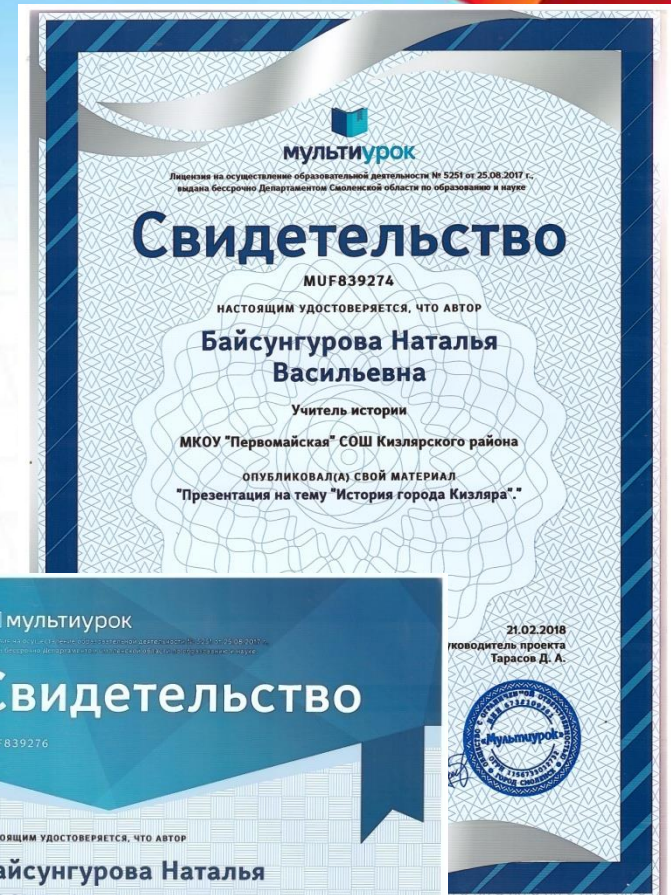 мультиурок
Лицензия на осуществление образовательной деятельности № 5251 от 25.08.2017 г.,
выдана бессрочно Департаментом Смоленской области по образованию и науке
Свидетельство
MUF839274
НАСТОЯЩИМ УДОСТОВЕРЯЕТСЯ, ЧТО АВТОР
Байсунгурова Наталья
Васильевна
Учитель истории
МКОУ "Первомайская" СОШ Кизлярского района
ОПУБЛИКОВАЛ(А) СВОЙ МАТЕРИАЛ
"Презентация на тему "История города Кизляра"."
21.02.2018
уководитель проекта
Тарасов Д. А.
«Мультиурок»
мультиурок
Свидетельство
F839276
ОЯЩИМ УДОСТОВЕРЯЕТСЯ, ЧТО АВТОР
айсунгурова Наталья